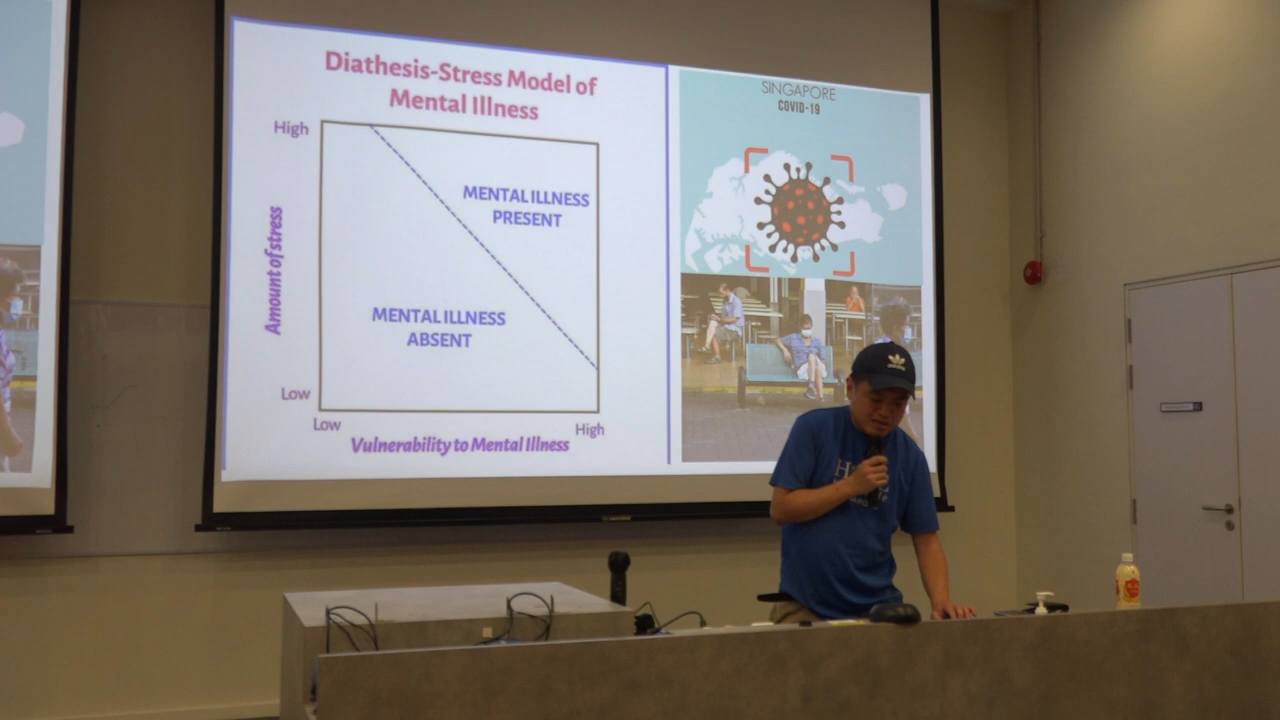 Diathesis-Stress Model of
Mental Illness
High
MENTAL ILLNESS
PRESENT
Amount of stress
MENTAL ILLNESS
ABSENT
Low
Low
High
Vulnerability to Mental Illness
SINGAPORE
COVID-19